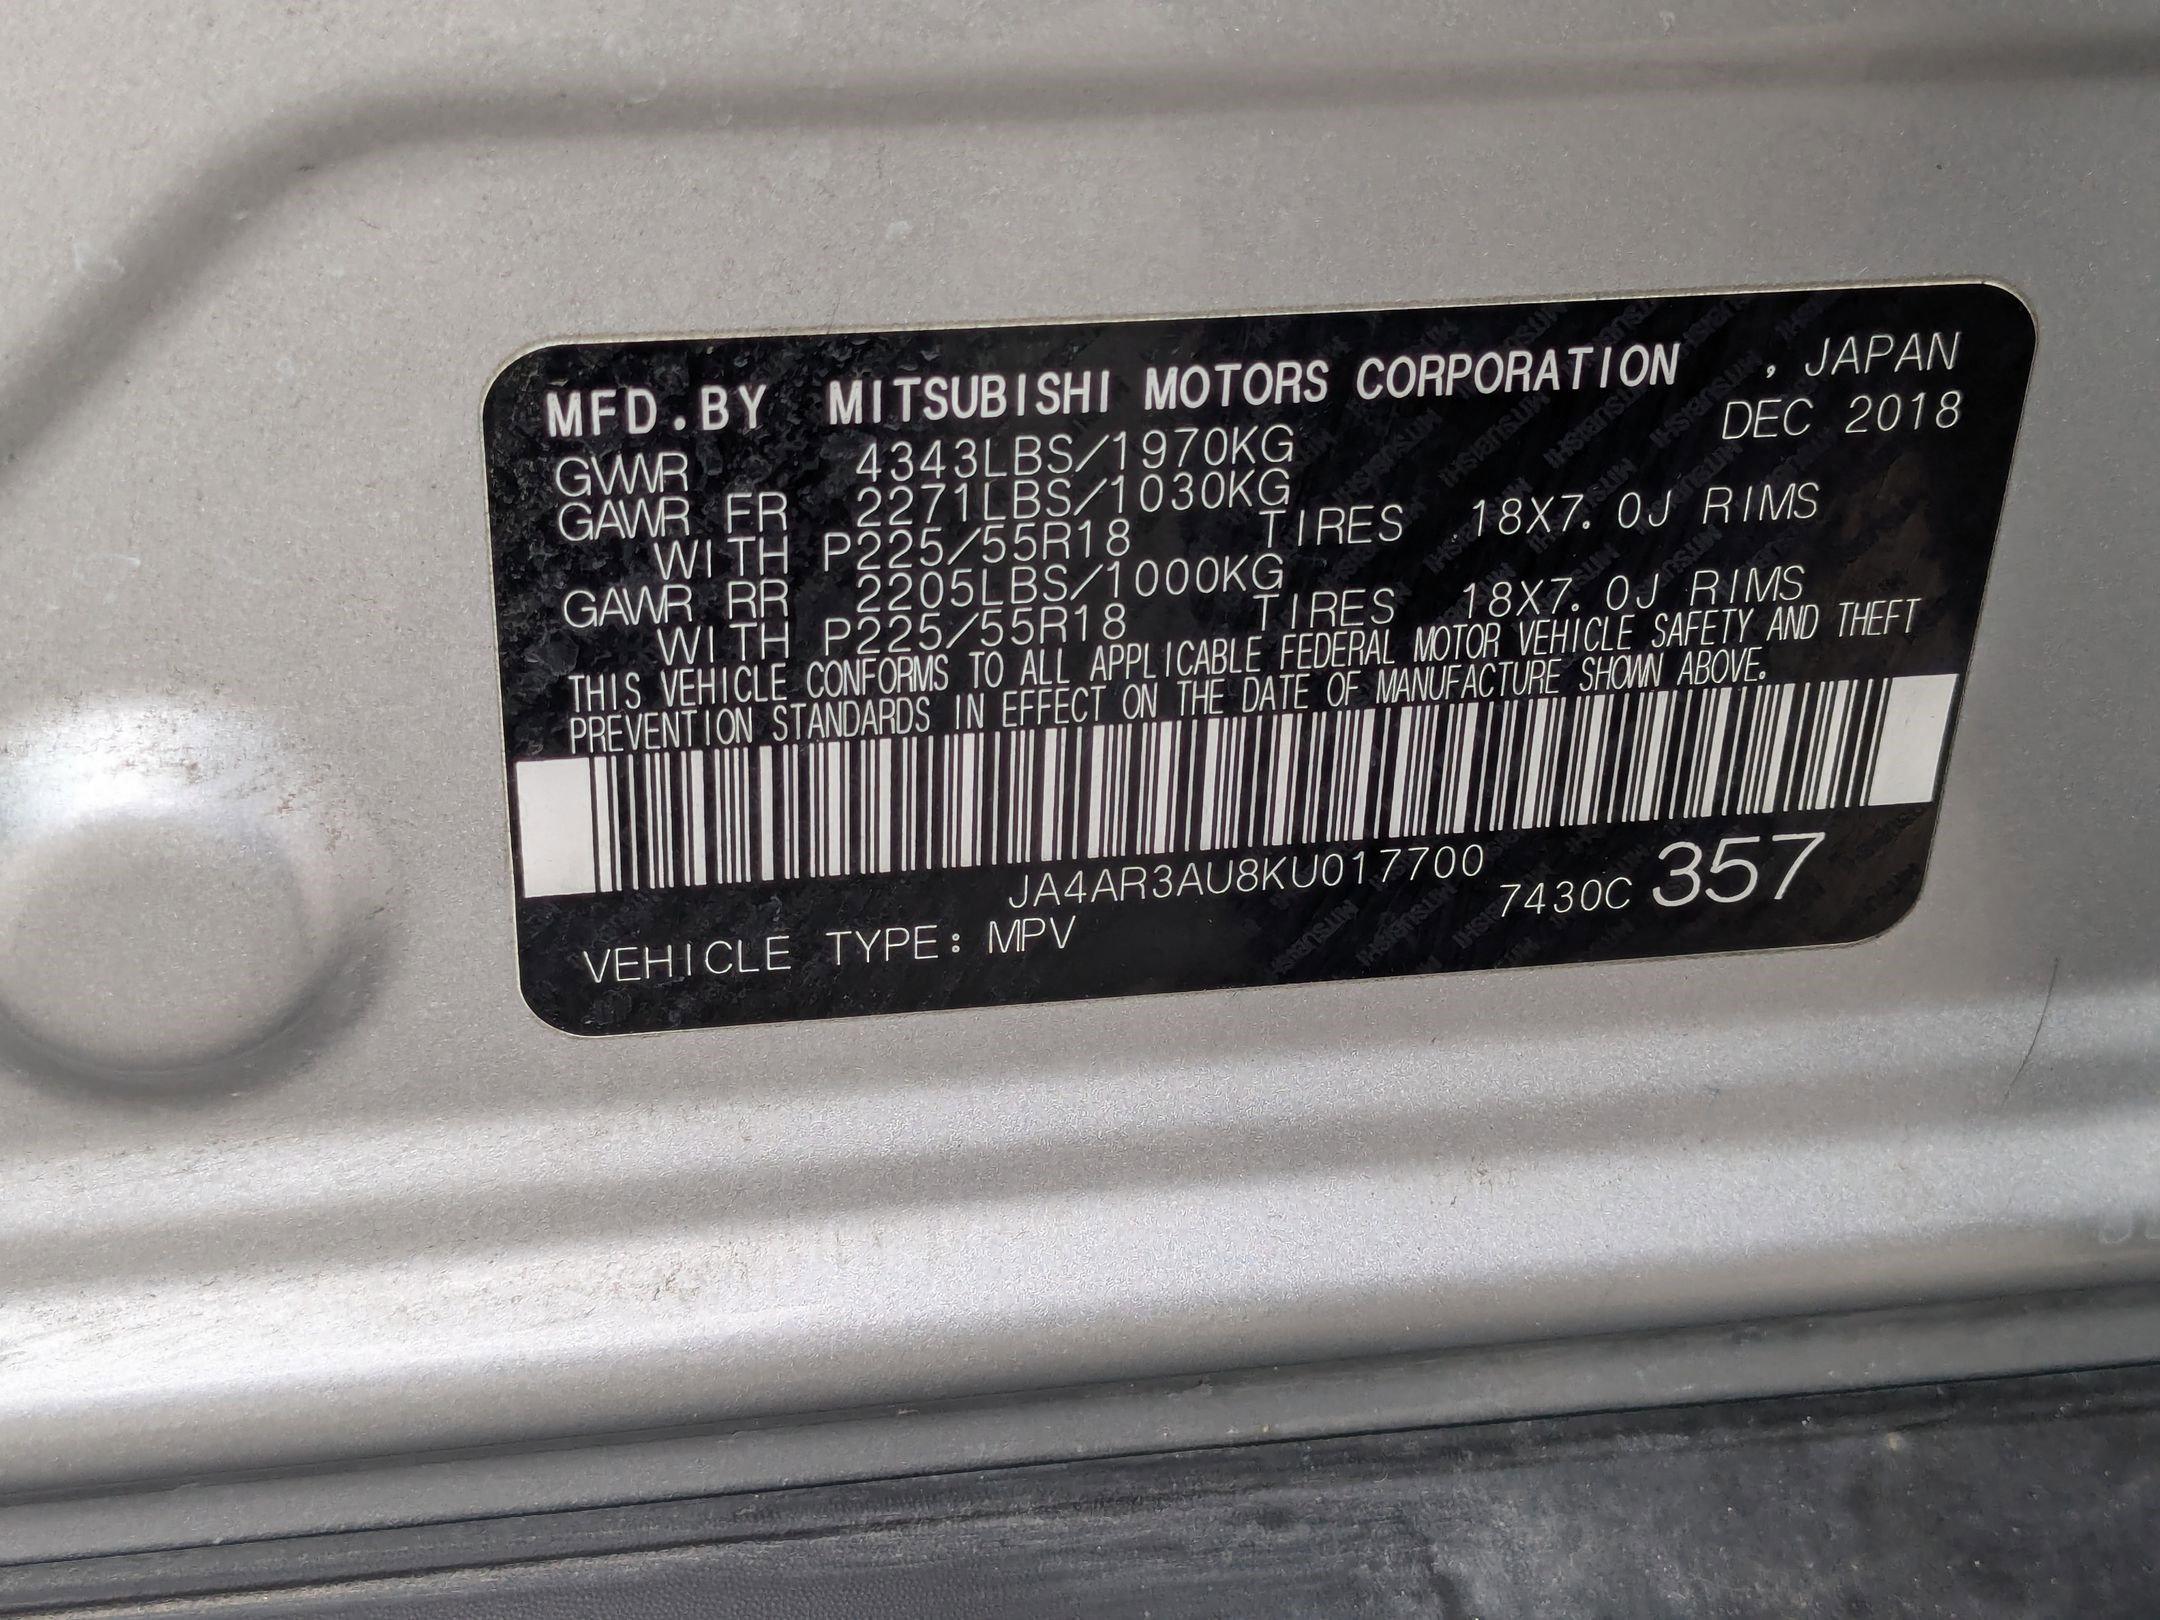 MFD.BY MITSUBISHI MOTORS CORPORATION , JAPAN
DEC 2018
GVWR 4343LBS/1970KG
GAWR FR 2271LBS/1030KG
WITH P225/55R18 TIRES 18X7.0J RIMS
GAWR RR 2205LBS/1000KG
WITH P225/55R18 TIRES 18X7.0J RIMS
THIS VEHICLE CONFORMS TO ALL APPLICABLE FEDERAL MOTOR VEHICLE SAFETY AND THEFT
PREVENTION STANDARDS IN EFFECT ON THE DATE OF MANUFACTURE SHOWN ABOVE.
JA4AR3AU8KU017700
7430C 357
VEHICLE TYPE: MPV